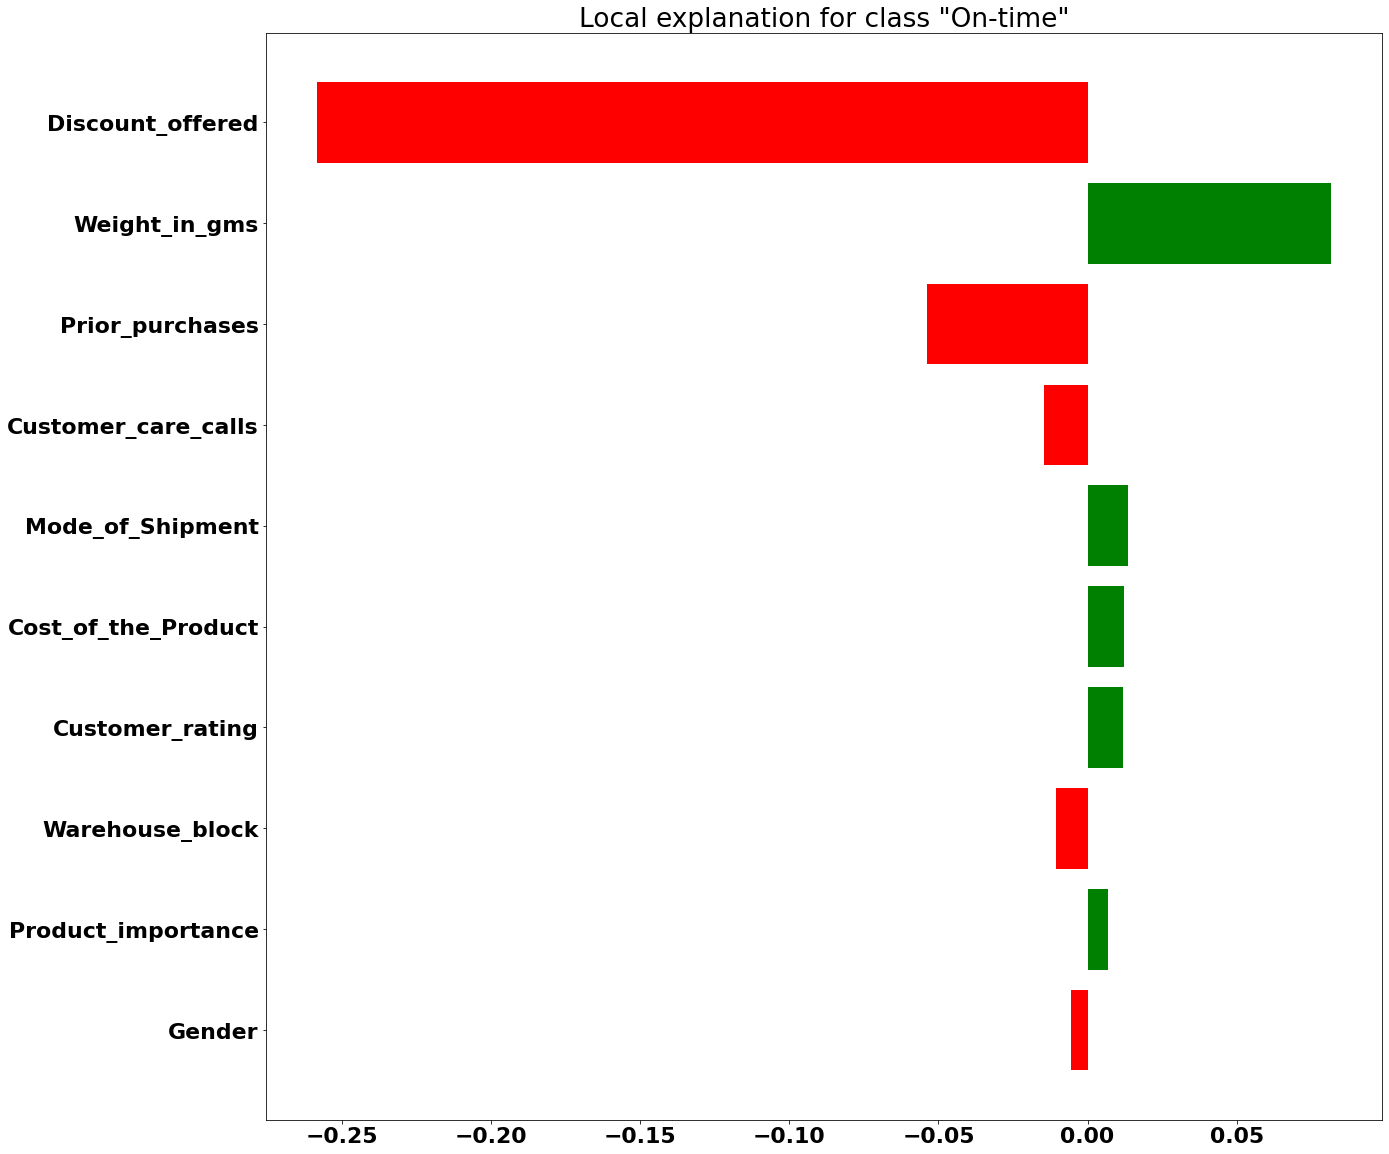 Local explanation for class "On-time"
Discount_offered
Weight_in_gms
Prior_purchases
Customer_care_calls
Mode_of_Shipment
Cost_of_the_Product
Customer_rating
Warehouse_block
Product_importance
Gender
−0.25 −0.20 −0.15 −0.10 −0.05 0.00 0.05